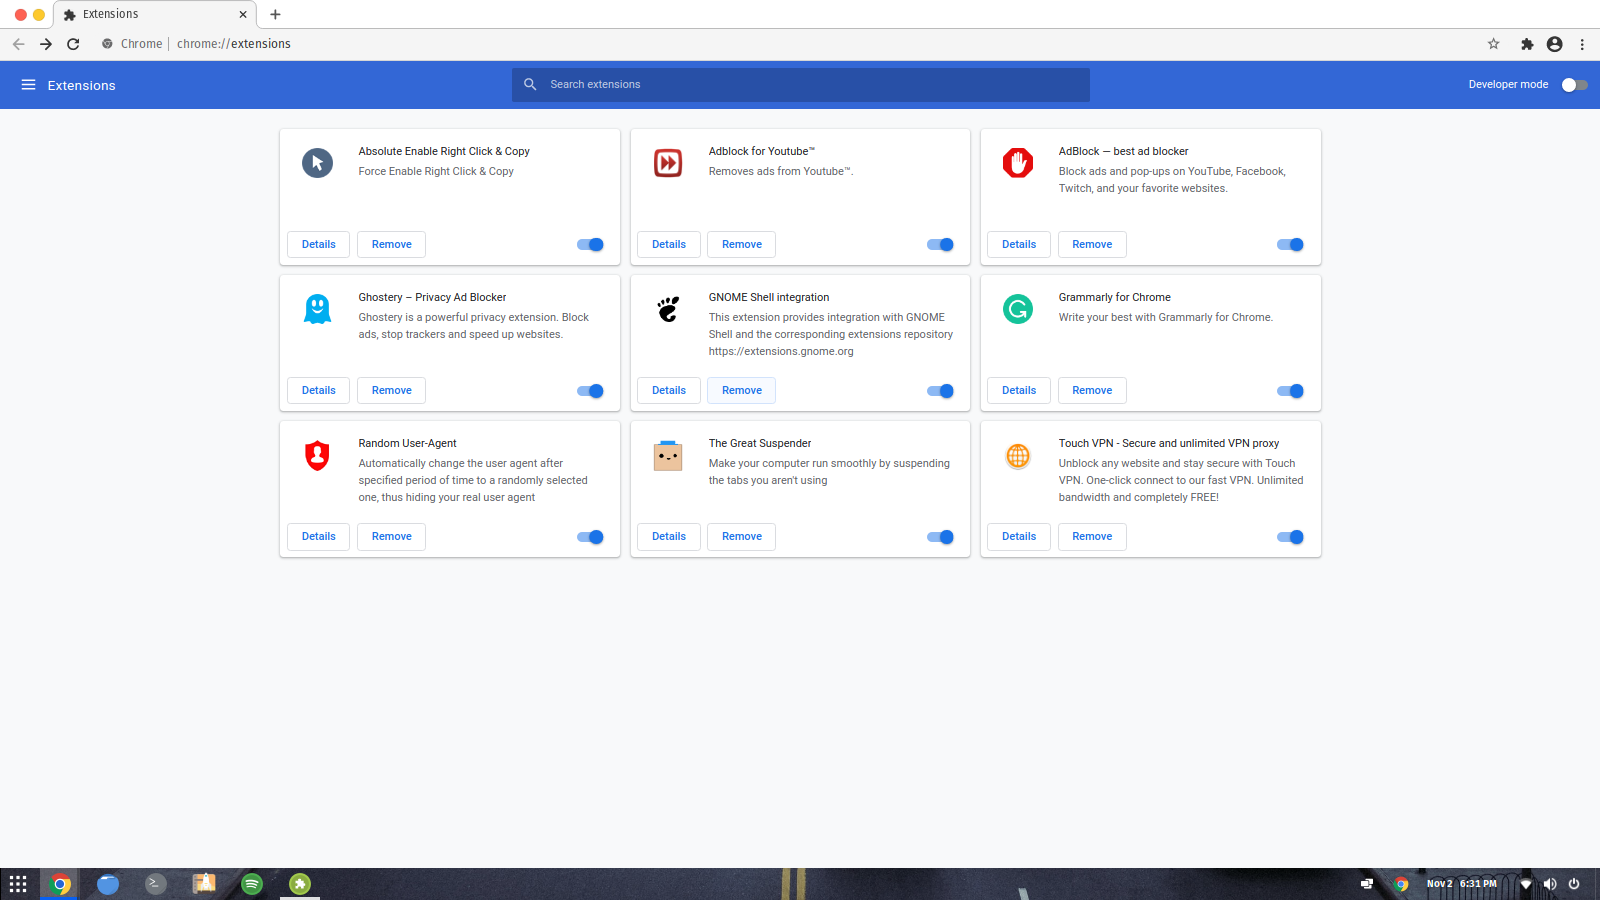 Extensions
Chrome chrome://extensions
Extensions
Search extensions
Developer mode
Absolute Enable Right Click & Copy
Force Enable Right Click & Copy
Details Remove
Adblock for Youtube™
Removes ads from Youtube™.
Details Remove
AdBlock — best ad blocker
Block ads and pop-ups on YouTube, Facebook,
Twitch, and your favorite websites.
Details Remove
Ghostery – Privacy Ad Blocker
Ghostery is a powerful privacy extension. Block
ads, stop trackers and speed up websites.
Details Remove
GNOME Shell integration
This extension provides integration with GNOME
Shell and the corresponding extensions repository
https://extensions.gnome.org
Details Remove
Grammarly for Chrome
Write your best with Grammarly for Chrome.
Details Remove
Random User-Agent
Automatically change the user agent after
specified period of time to a randomly selected
one, thus hiding your real user agent
Details Remove
The Great Suspender
Make your computer run smoothly by suspending
the tabs you aren't using
Details Remove
Touch VPN - Secure and unlimited VPN proxy
Unblock any website and stay secure with Touch
VPN. One-click connect to our fast VPN. Unlimited
bandwidth and completely FREE!
Details Remove
Nov 2 6:31 PM